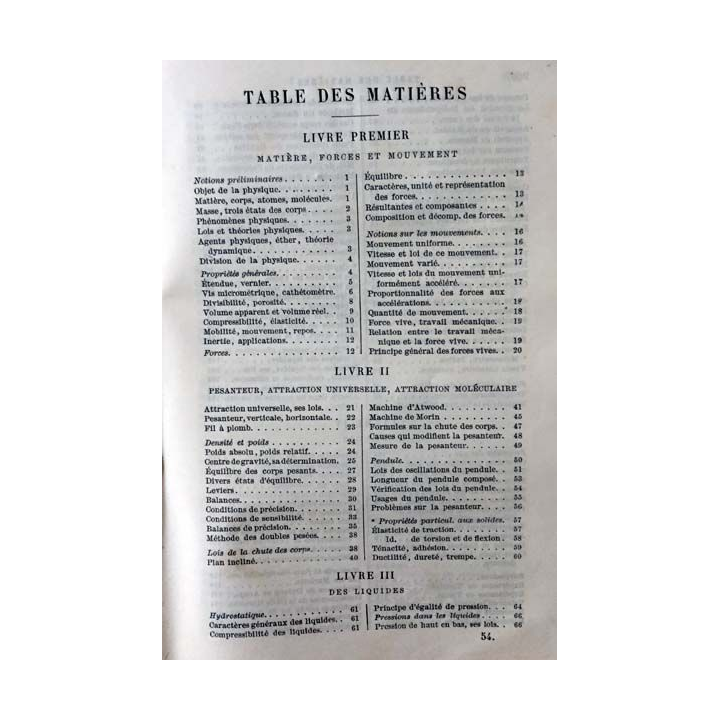 TABLE DES MATIÈRES
LIVRE PREMIER
MATIÈRE, FORCES ET MOUVEMENT
Notions préliminaires . . . . . . . 1
Objet de la physique. . . . . . . . 1
Matière, corps, atomes, molécules. 1
Masse, trois états des corps . . . . 2
Phénomènes physiques. . . . . . . 3
Lois et théories physiques. . . . . 3
Agents physiques, éther, théorie
dynamique. . . . . . . . . . . . 3
Division de la physique. . . . . . 4
Propriétés générales. . . . . . . . 4
Étendue, vernier. . . . . . . . . . 5
Vis micrométrique, cathétomètre. 6
Divisibilité, porosité. . . . . . . . 8
Volume apparent et volume réel. . 9
Compressibilité, élasticité. . . . . 10
Mobilité, mouvement, repos. . . . 11
Inertie, applications. . . . . . . . 12
Forces. . . . . . . . . . . . . . . 12
Équilibre . . . . . . . . . . . . . 13
Caractères, unité et représentation
des forces. . . . . . . . . . . . 13
Résultantes et composantes . . . .
Composition et décomp. des forces.
Notions sur les mouvements. . . . 16
Mouvement uniforme. . . . . . . . 16
Vitesse et loi de ce mouvement. . 17
Mouvement varié. . . . . . . . . . 17
Vitesse et lois du mouvement uni-
formément accéléré. . . . . . . 17
Proportionnalité des forces aux
accélérations. . . . . . . . . . . 18
Quantité de mouvement. . . . . . 18
Force vive, travail mécanique. . . 19
Relation entre le travail méca-
nique et la force vive. . . . . . 19
Principe général des forces vives. . 20
LIVRE II
PESANTEUR, ATTRACTION UNIVERSELLE, ATTRACTION MOLÉCULAIRE
Attraction universelle, ses lois. . . 21
Pesanteur, verticale, horizontale. . 22
Fil à plomb. . . . . . . . . . . . . 23
Densité et poids . . . . . . . . . . 24
Poids absolu, poids relatif. . . . . 24
Centre de gravité, sa détermination. 25
Équilibre des corps pesants. . . . 27
Divers états d'équilibre. . . . . . 28
Leviers . . . . . . . . . . . . . . 29
Balances. . . . . . . . . . . . . . 30
Conditions de précision. . . . . . 31
Conditions de sensibilité. . . . . . 33
Balances de précision. . . . . . . 35
Méthode des doubles pesées. . . . 38
Lois de la chute des corps. . . . . 38
Plan incliné. . . . . . . . . . . . 40
Machine d'Atwood. . . . . . . . . 41
Machine de Morin . . . . . . . . . 45
Formules sur la chute des corps. . 47
Causes qui modifient la pesanteur. 48
Mesure de la pesanteur. . . . . . . 49
Pendule. . . . . . . . . . . . . . 50
Lois des oscillations du pendule. . 51
Longueur du pendule composé. . . 53
Vérification des lois du pendule. . 54
Usages du pendule. . . . . . . . . 55
Problèmes sur la pesanteur. . . . 56
* Propriétés particul. aux solides. 57
Élasticité de traction. . . . . . . . 57
Id. de torsion et de flexion. 58
Ténacité, adhésion. . . . . . . . . 59
Ductilité, dureté, trempe. . . . . 60
LIVRE III
DES LIQUIDES
Hydrostatique. . . . . . . . . . . 61
Caractères généraux des liquides. . 61
Compressibilité des liquides. . . . 61
Principe d'égalité de pression. . . 64
Pressions dans les liquides. . . . . 66
Pression de haut en bas, ses lois. . 66
54.